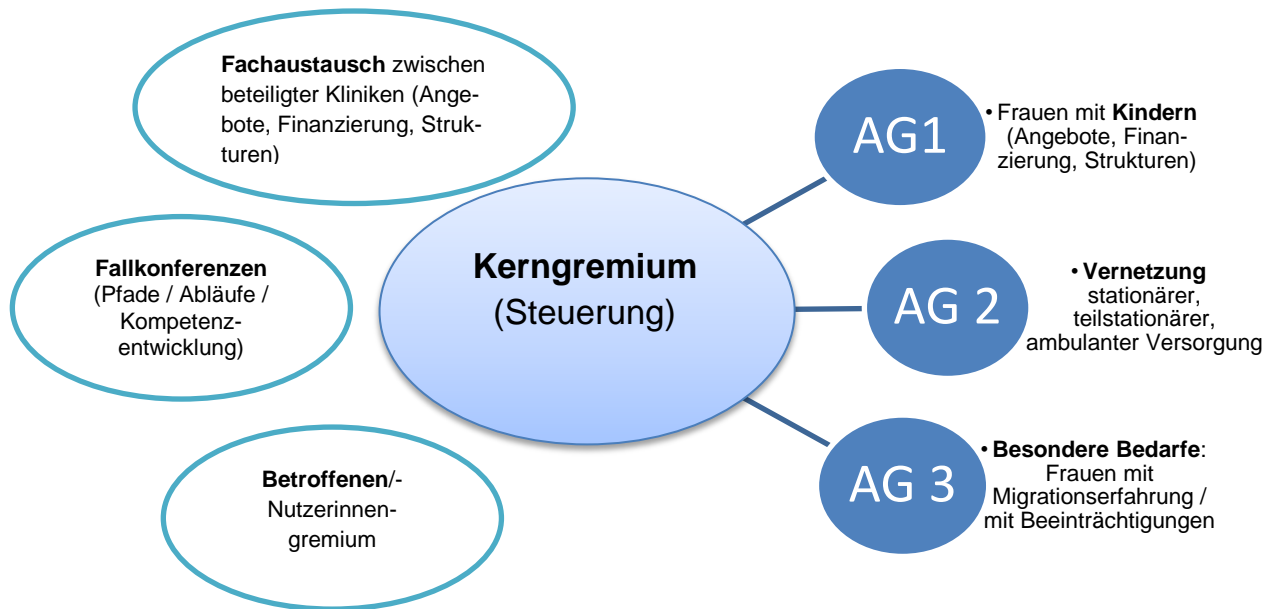 Fachaustausch zwischen
beteiligter Kliniken (Ange-
bote, Finanzierung, Struk-
turen)
Fallkonferenzen
(Pfade / Abläufe /
Kompetenz-
entwicklung)
Betroffenen/-
Nutzerinnen-
gremium
Kerngremium
(Steuerung)
AG1
• Frauen mit Kindern
(Angebote, Finan-
zierung, Strukturen)
AG 2
• Vernetzung
stationärer,
teilstationärer,
ambulanter Versorgung
AG 3
• Besondere Bedarfe:
Frauen mit
Migrationserfahrung /
mit Beeinträchtigungen